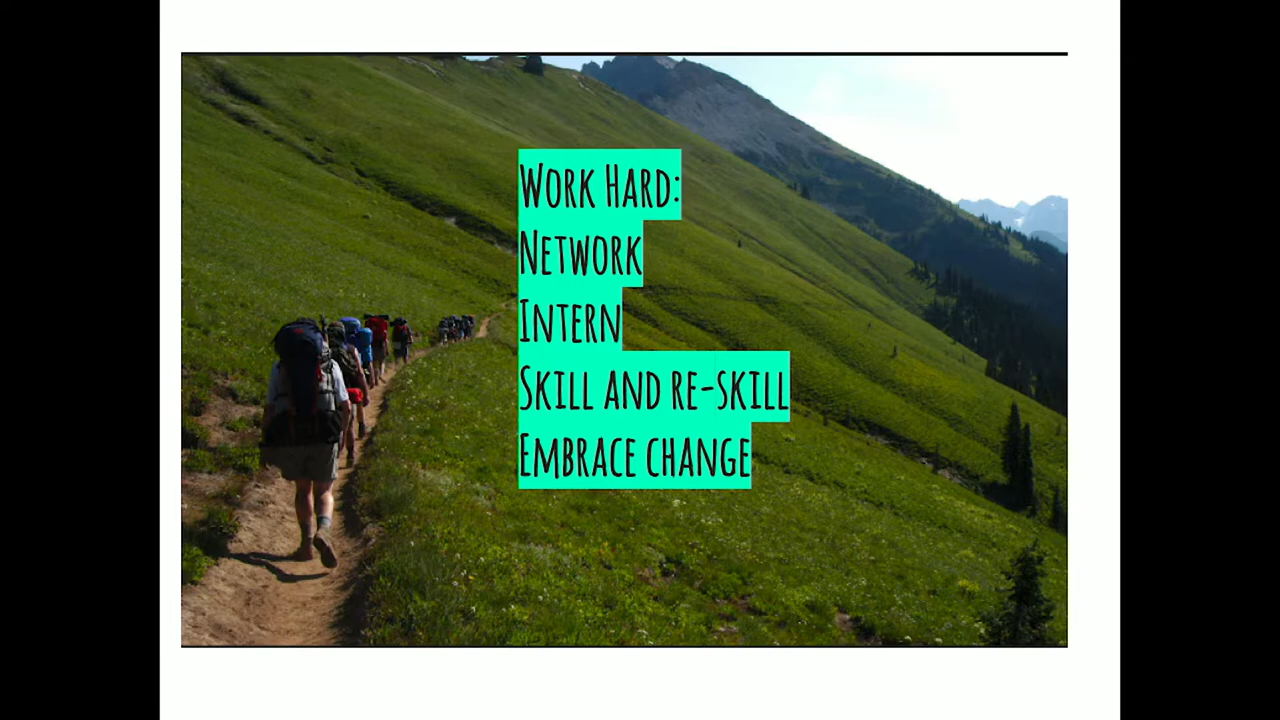 Work Hard:
Network
Intern
Skill and re-skill
Embrace change